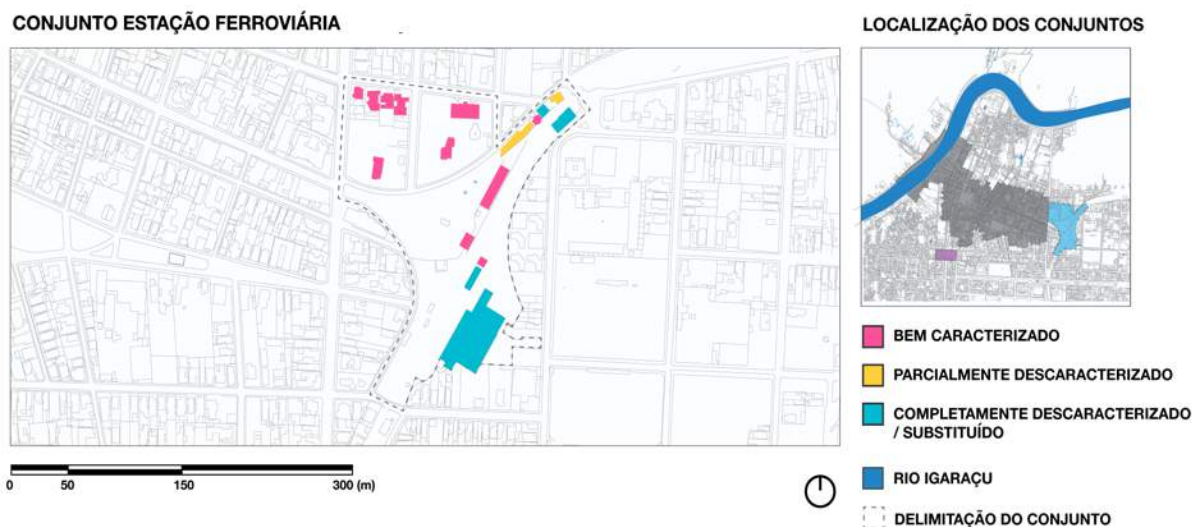 CONJUNTO ESTAÇÃO FERROVIÁRIA
0 50 150 300 (m)
LOCALIZAÇÃO DOS CONJUNTOS
BEM CARACTERIZADO
PARCIALMENTE DESCARACTERIZADO
COMPLETAMENTE DESCARACTERIZADO
/ SUBSTITUÍDO
RIO IGARAÇU
DELIMITAÇÃO DO CONJUNTO